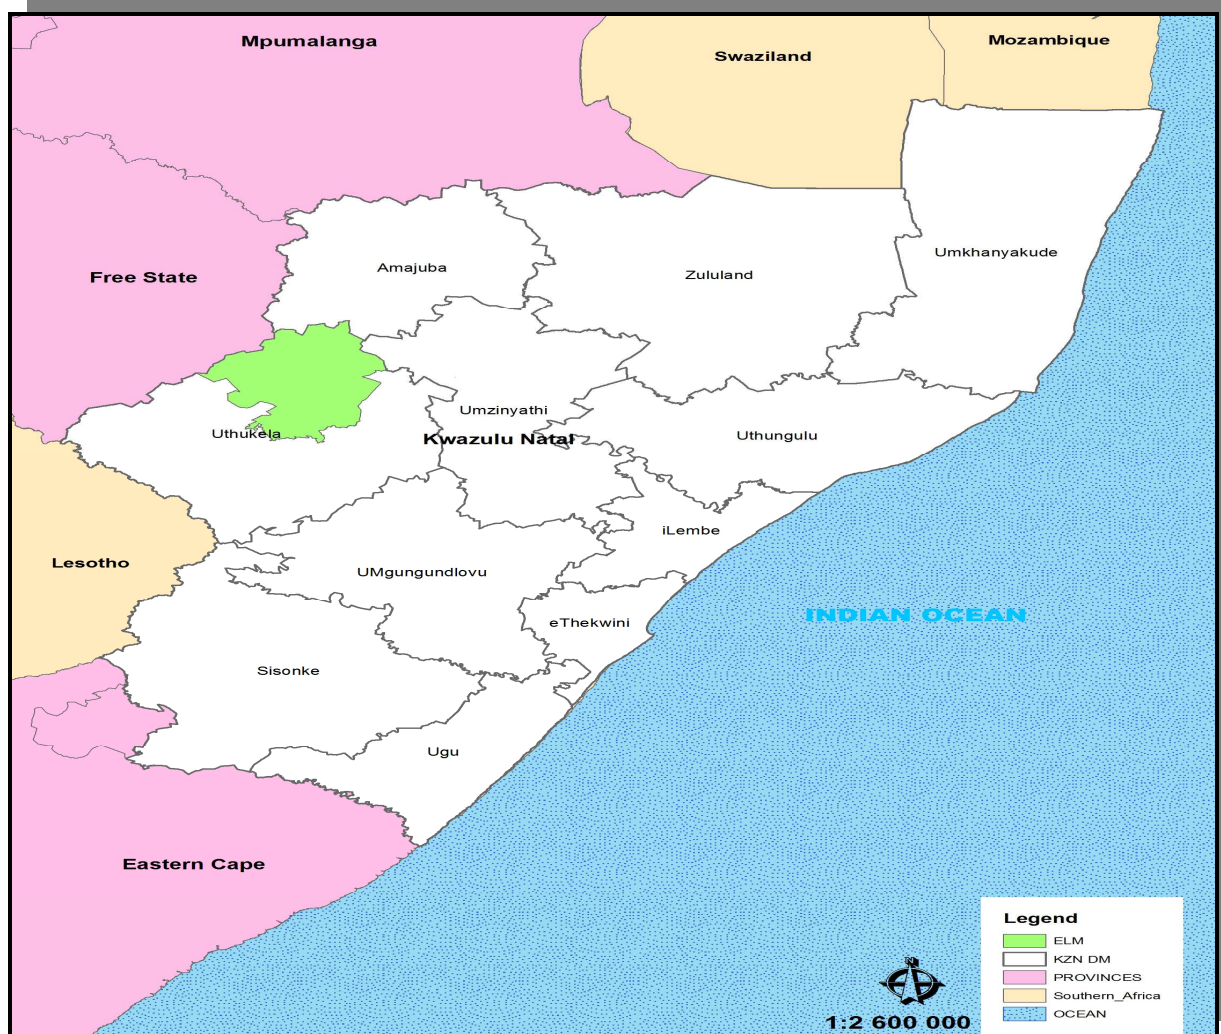 Mpumalanga
Swaziland
Mozambique
Umkhanyakude
Amajuba
Zululand
Free State
Umzinyathi
Uthukela
Kwazulu Natal
Uthungulu
iLembe
Lesotho
UMgungundlovu
INDIAN OCEAN
eThekwini
Sisonke
Ugu
Eastern Cape
Legend
ELM
KZN DM
PROVINCES
Southern_Africa
OCEAN
N
1:2 600 000